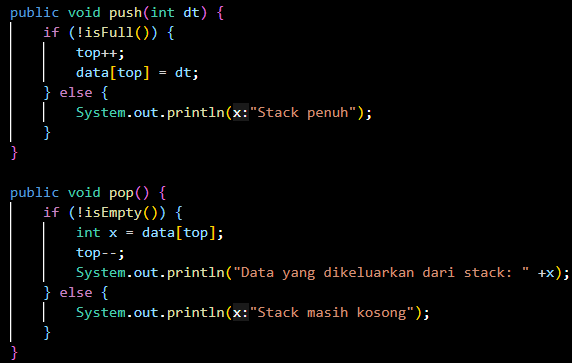 public void push(int dt) {
    if (!isFull()) {
        top++;
        data[top] = dt;
    } else {
        System.out.println(x:"Stack penuh");
    }
}

public void pop() {
    if (!isEmpty()) {
        int x = data[top];
        top--;
        System.out.println("Data yang dikeluarkan dari stack: " +x);
    } else {
        System.out.println(x:"Stack masih kosong");
    }
}